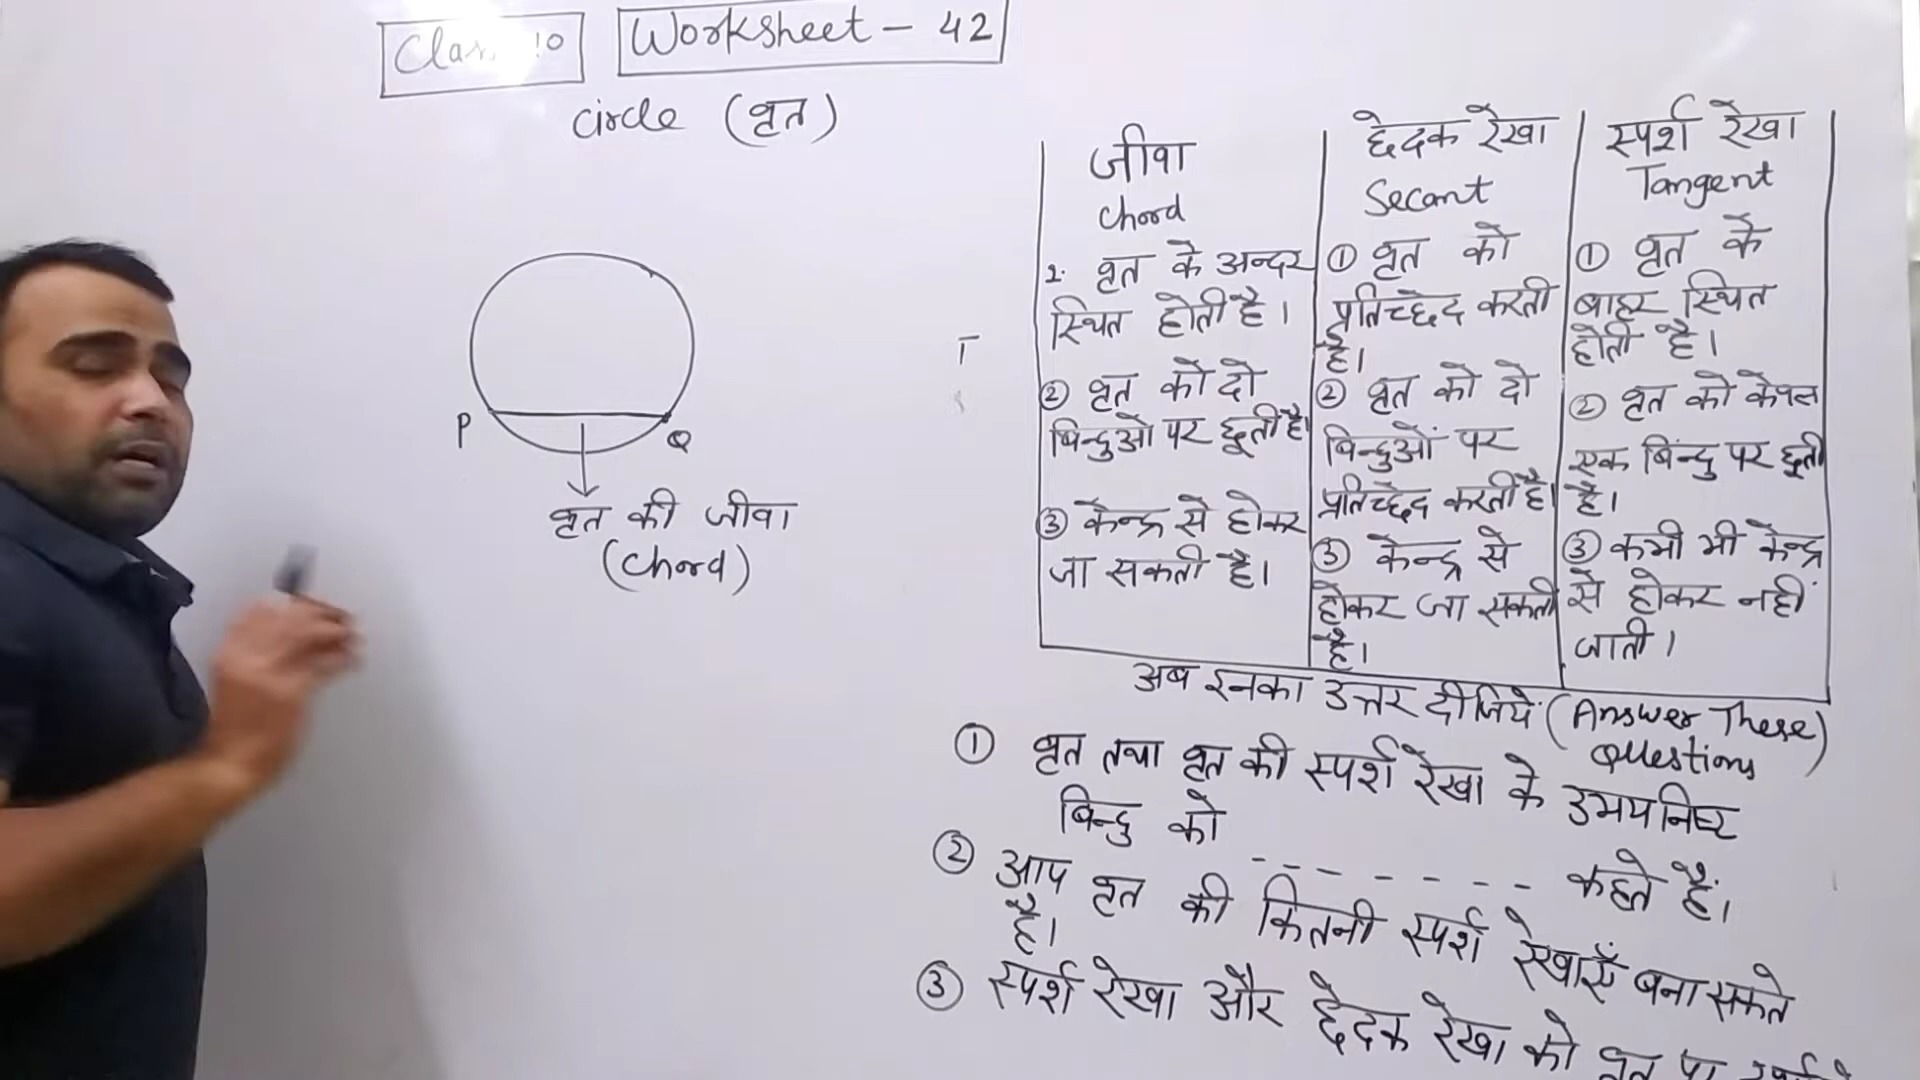 Class 10
Worksheet - 42
circle (वृत)
P
Q
वृत की जीवा
(chord)
T
जीवा
chord
1. वृत के अन्दर
स्थित होती है।
② वृत को दो
बिन्दुओं पर छूती है।
③ केन्द्र से होकर
जा सकती है।
छेदक रेखा
Secant
① वृत को
प्रतिच्छेद करती
है।
② वृत को दो
बिन्दुओं पर
प्रतिच्छेद करती है।
③ केन्द्र से
होकर जा सकती
है।
स्पर्श रेखा
Tangent
① वृत के
बाहर स्थित
होती है।
② वृत को केवल
एक बिन्दु पर छूती
है।
③ कभी भी केन्द्र
से होकर नहीं
जाती।
अब इनका उत्तर दीजिये (Answer These)
Questions
① वृत तथा वृत की स्पर्श रेखा के उभयनिष्ट
बिन्दु को - - - - - - - कहते हैं।
② आप वृत की कितनी स्पर्श रेखाएँ बना सकते
है।
③ स्पर्श रेखा और छेदक रेखा को वृत